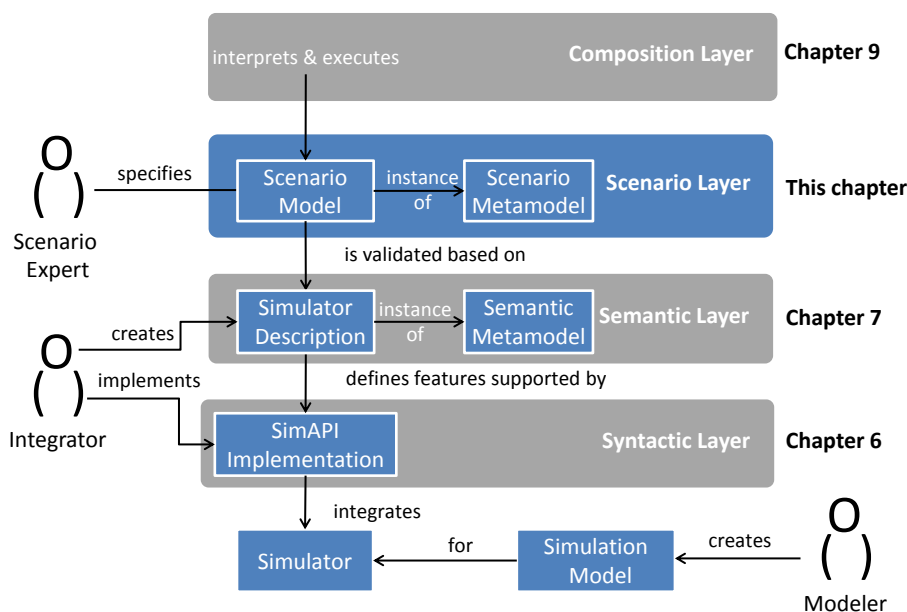 interprets & executes
Composition Layer
Chapter 9
specifies
Scenario
Model
instance
of
Scenario
Metamodel
Scenario Layer
This chapter
Scenario
Expert
is validated based on
creates
Simulator
Description
instance
of
Semantic
Metamodel
Semantic Layer
Chapter 7
implements
defines features supported by
Integrator
SimAPI
Implementation
Syntactic Layer
Chapter 6
integrates
Simulator
for
Simulation
Model
creates
Modeler